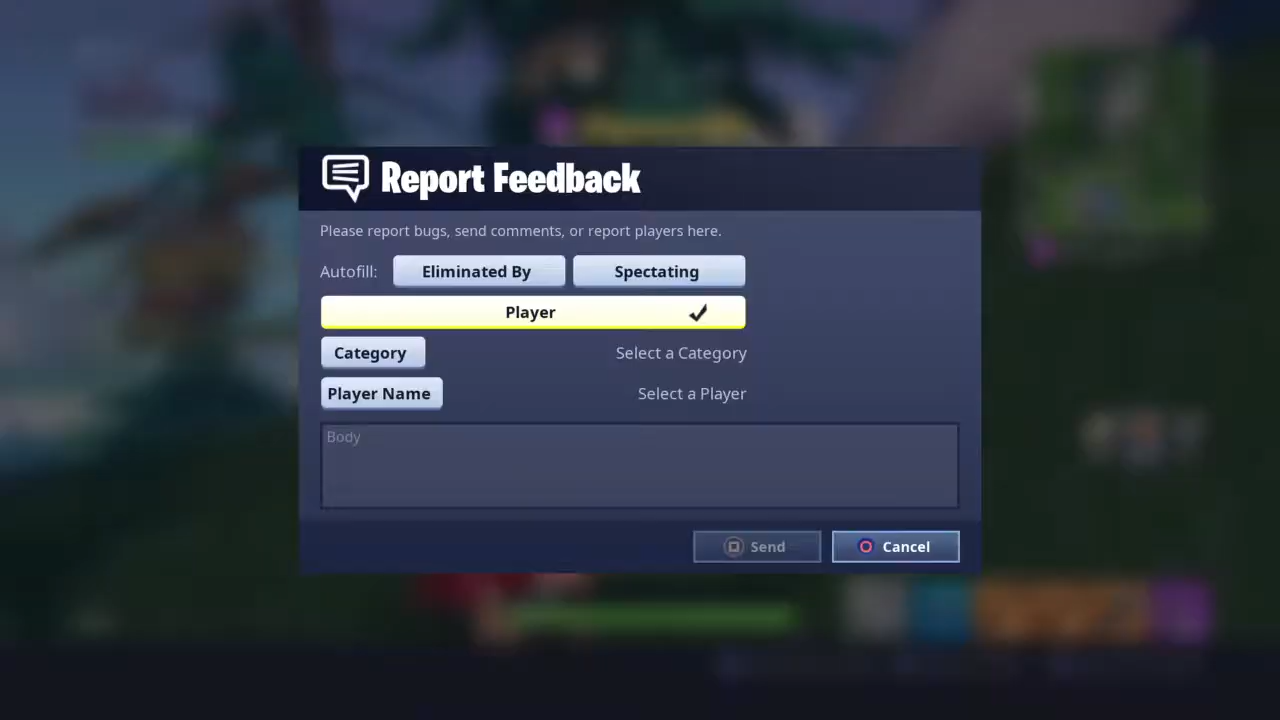 Report Feedback
Please report bugs, send comments, or report players here.
Autofill: Eliminated By Spectating
Player
Category Select a Category
Player Name Select a Player
Body
Send Cancel